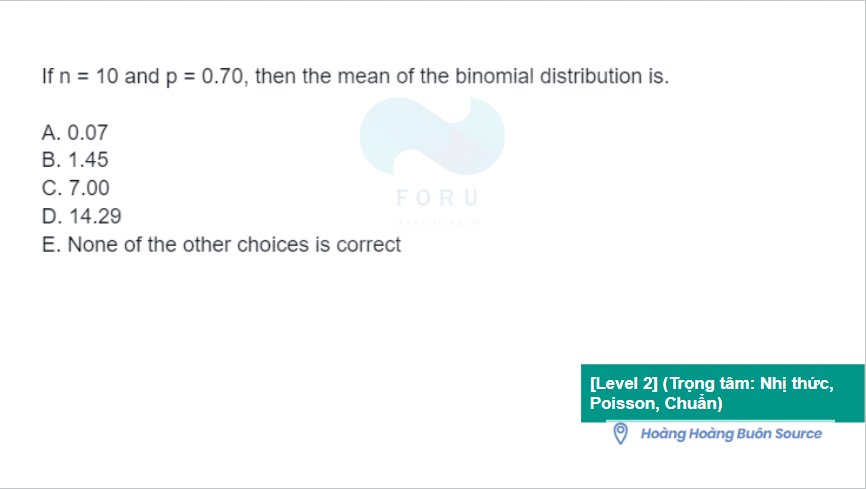 If n = 10 and p = 0.70, then the mean of the binomial distribution is.
A. 0.07
B. 1.45
C. 7.00
D. 14.29
E. None of the other choices is correct
FORU
[Level 2] (Trọng tâm: Nhị thức,
Poisson, Chuẩn)
Hoàng Hoàng Buôn Source